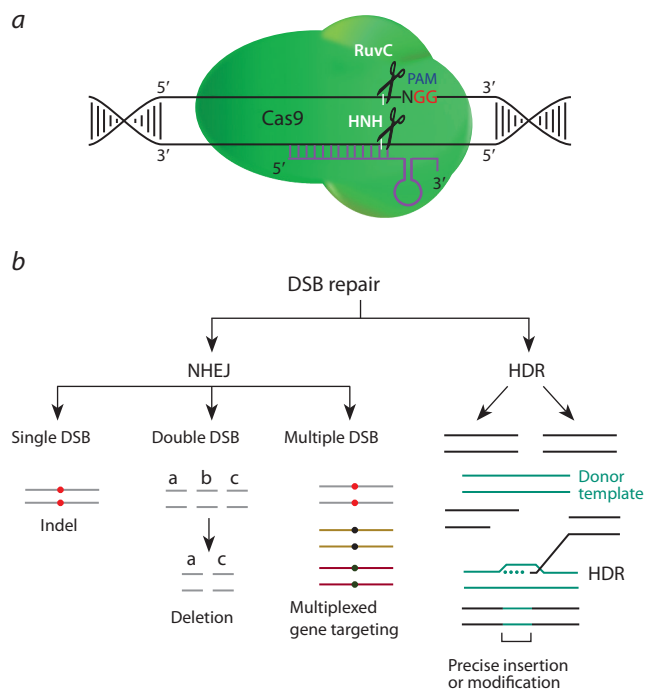 a
RuvC
PAM
5′
3′
NGG
Cas9
HNH
3′
5′
5′
3′
b
DSB repair
NHEJ
HDR
Single DSB
Double DSB
Multiple DSB
a b c
Indel
a c
Deletion
Multiplexed
gene targeting
Donor
template
HDR
Precise insertion
or modification